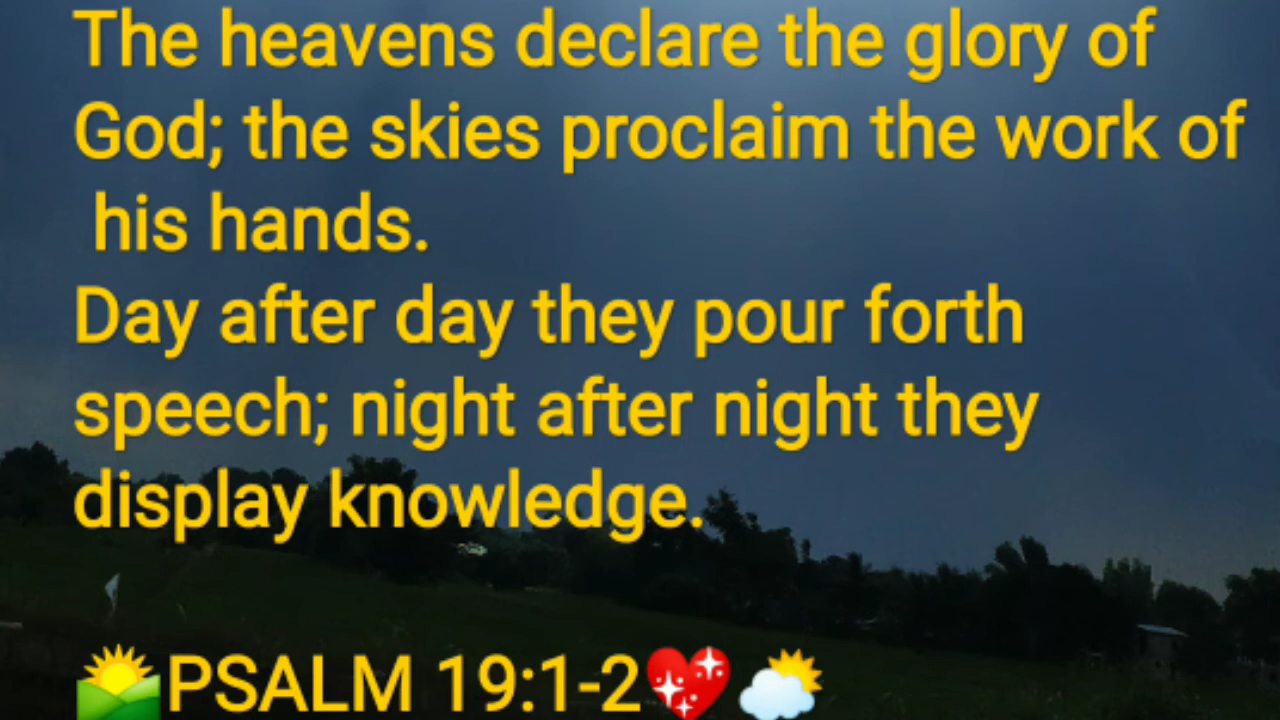 The heavens declare the glory of
God; the skies proclaim the work of
his hands.
Day after day they pour forth
speech; night after night they
display knowledge.
🌄PSALM 19:1-2💖🌥️